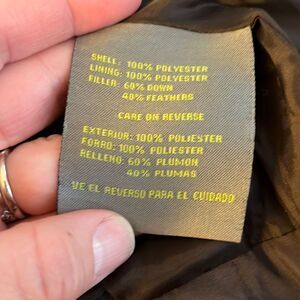 SHELL: 100% POLYESTER
LINING: 100% POLYESTER
FILLER: 60% DOWN
40% FEATHERS
CARE ON REVERSE
EXTERIOR: 100% POLIESTER
FORRO: 100% POLIESTER
RELLENO: 60% PLUMON
40% PLUMAS
VE EL REVERSO PARA EL CUIDADO